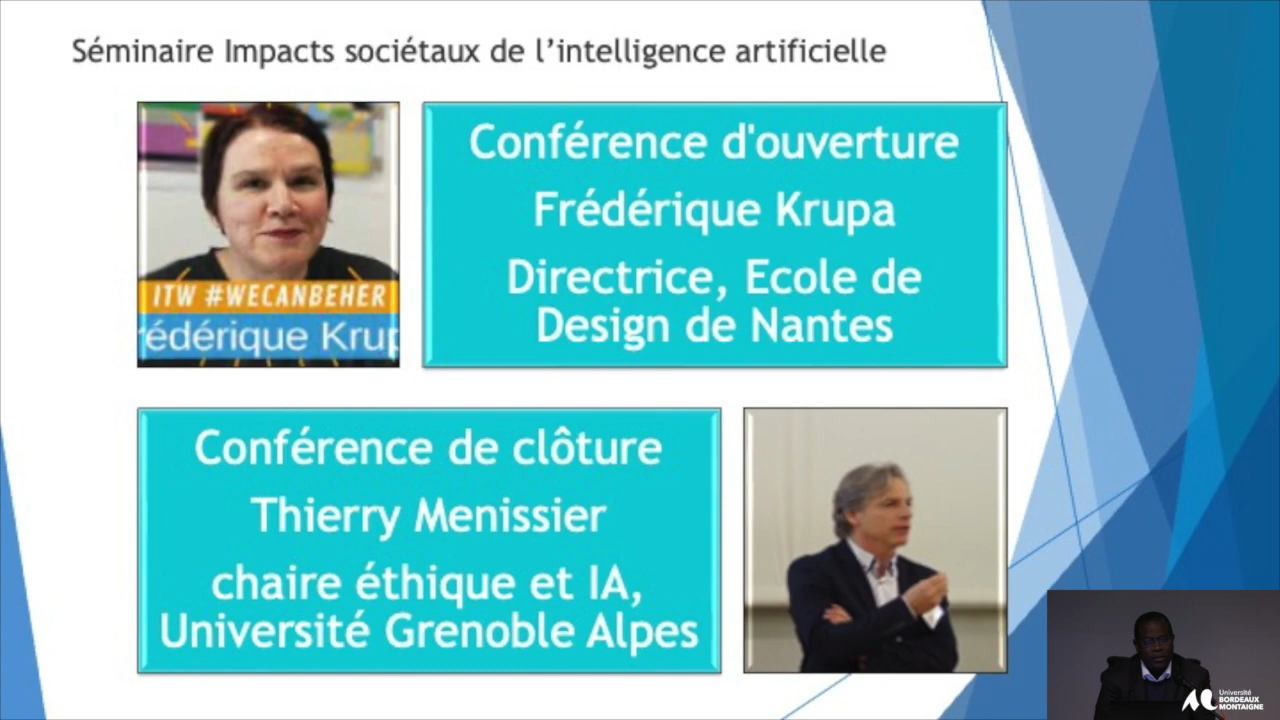 Séminaire Impacts sociétaux de l’intelligence artificielle
ITW #WECANBEHER
Frédérique Krup
Conférence d'ouverture
Frédérique Krupa
Directrice, Ecole de
Design de Nantes
Conférence de clôture
Thierry Menissier
chaire éthique et IA,
Université Grenoble Alpes
Université
BORDEAUX
MONTAIGNE